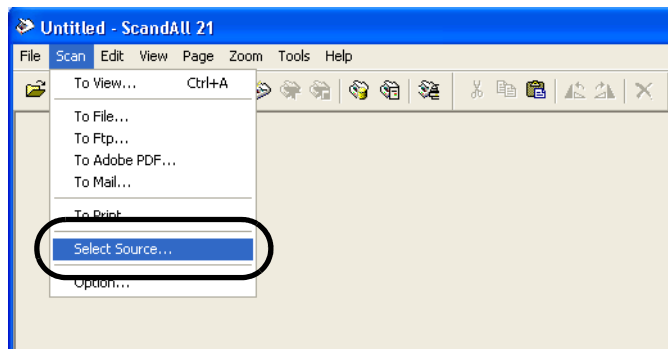 Untitled - ScandAll 21
File Scan Edit View Page Zoom Tools Help
To View... Ctrl+A
To File...
To Ftp...
To Adobe PDF...
To Mail...
To Print...
Select Source...
Option...